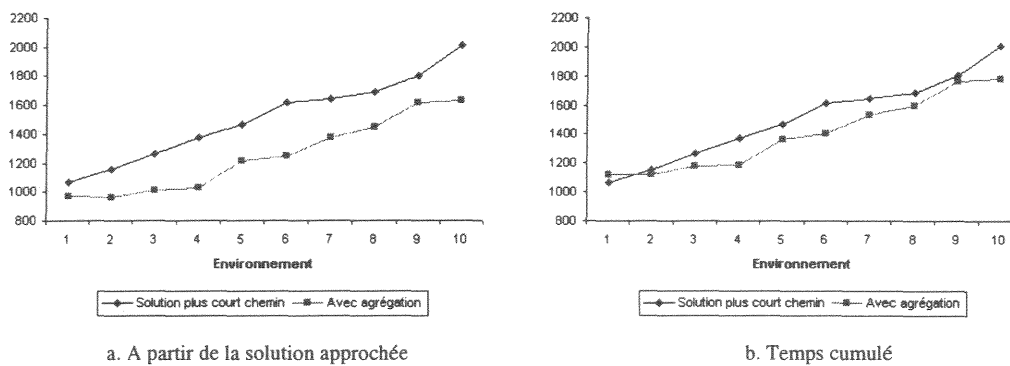 2200
2000
1800
1600
1400
1200
1000
800
1 2 3 4 5 6 7 8 9 10
Environnement
Solution plus court chemin Avec agrégation
a. A partir de la solution approchée
2200
2000
1800
1600
1400
1200
1000
800
1 2 3 4 5 6 7 8 9 10
Environnement
Solution plus court chemin Avec agrégation
b. Temps cumulé